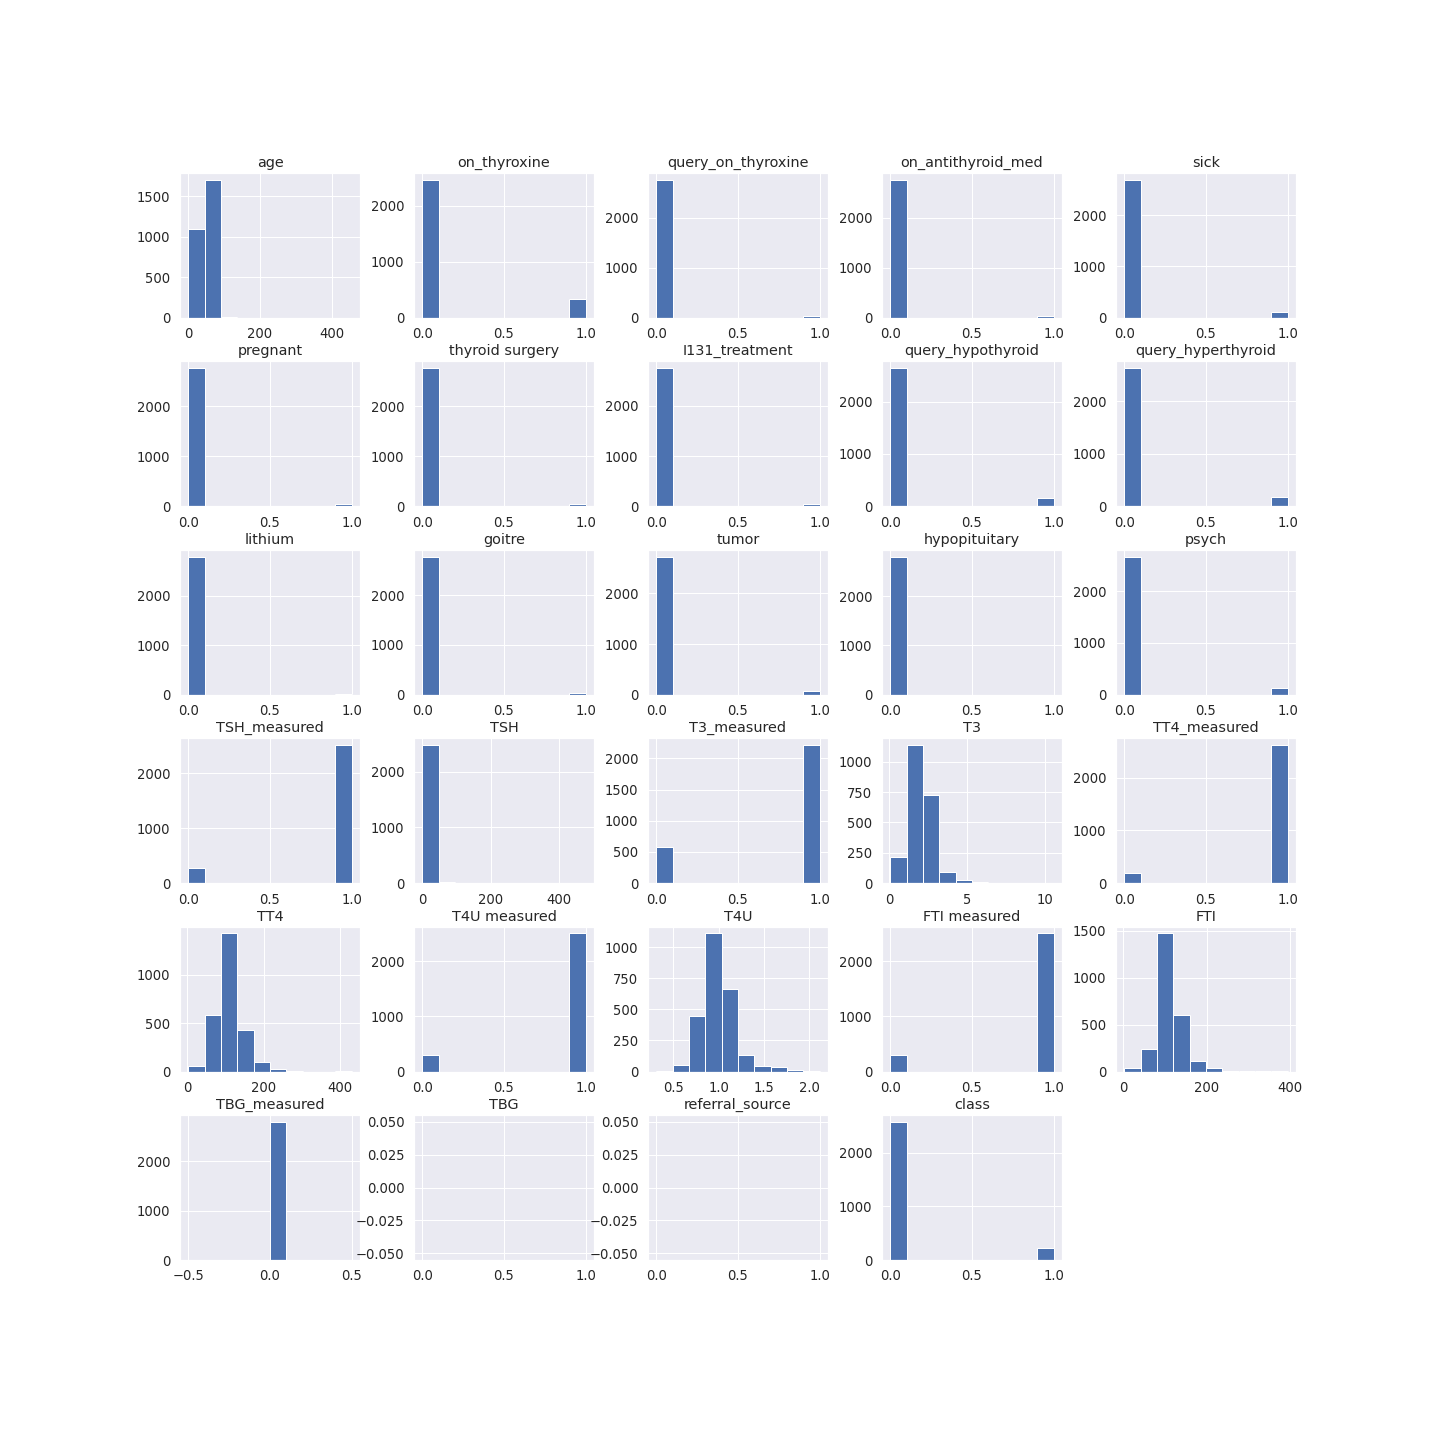 age on_thyroxine query_on_thyroxine on_antithyroid_med sick
1500 2000 2000 2000 2000
1000 1000 1000 1000 1000
500
0 0 0 0 0
0 200 400 0.0 0.5 1.0 0.0 0.5 1.0 0.0 0.5 1.0 0.0 0.5 1.0
pregnant thyroid surgery I131_treatment query_hypothyroid query_hyperthyroid
2000 2000 2000 2000 2000
1000 1000 1000 1000 1000
0 0 0 0 0
0.0 0.5 1.0 0.0 0.5 1.0 0.0 0.5 1.0 0.0 0.5 1.0 0.0 0.5 1.0
lithium goitre tumor hypopituitary psych
2000 2000 2000 2000 2000
1000 1000 1000 1000 1000
0 0 0 0 0
0.0 0.5 1.0 0.0 0.5 1.0 0.0 0.5 1.0 0.0 0.5 1.0 0.0 0.5 1.0
TSH_measured TSH T3_measured T3 TT4_measured
2000 2000 2000 1000 2000
1500 750
1000 1000 1000 500 1000
500 250
0 0 0 0 0
0.0 0.5 1.0 0 200 400 0.0 0.5 1.0 0 5 10 0.0 0.5 1.0
TT4 T4U measured T4U FTI measured FTI
1000 2000 1000 2000 1500
750 1000
500 1000 500 1000 500
250
0 0 0 0 0
0 200 400 0.0 0.5 1.0 0.5 1.0 1.5 2.0 0.0 0.5 1.0 0 200 400
TBG_measured TBG referral_source class
2000 0.050 0.050 2000
0.025 0.025
1000 0.000 0.000 1000
−0.025 −0.025
0 −0.050 −0.050 0
−0.5 0.0 0.5 0.0 0.5 1.0 0.0 0.5 1.0 0.0 0.5 1.0